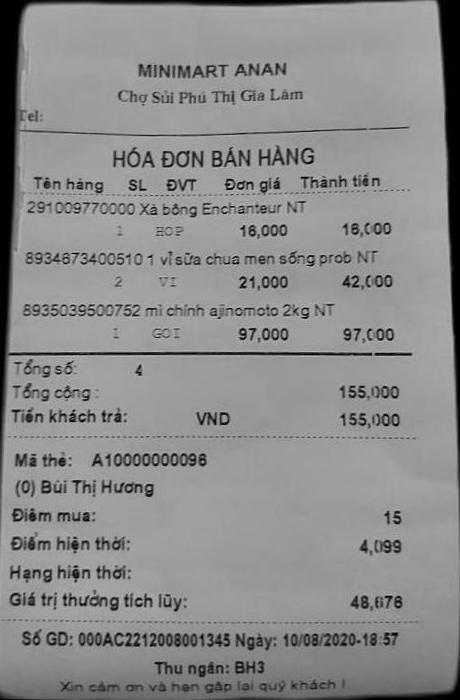 MINIMART ANAN
Chợ Sủi Phú Thị Gia Lâm
Tel:
HÓA ĐƠN BÁN HÀNG
Tên hàng SL ĐVT Đơn giá Thành tiền
291009770000 Xà bông Enchanteur NT
1 HOP 16,000 16,000
8934673400510 1 vỉ sữa chua men sống prob NT
2 VI 21,000 42,000
8935039500752 mì chính ajinomoto 2kg NT
1 GOI 97,000 97,000
Tổng số: 4
Tổng cộng : 155,000
Tiền khách trả: VND 155,000
Mã thẻ: A10000000096
(0) Bùi Thị Hương
Điểm mua: 15
Điểm hiện thời: 4,099
Hạng hiện thời:
Giá trị thưởng tích lũy: 48,676
Số GD: 000AC2212008001345 Ngày: 10/08/2020-18:57
Thu ngân: BH3
Xin cảm ơn và hẹn gặp lại quý khách !